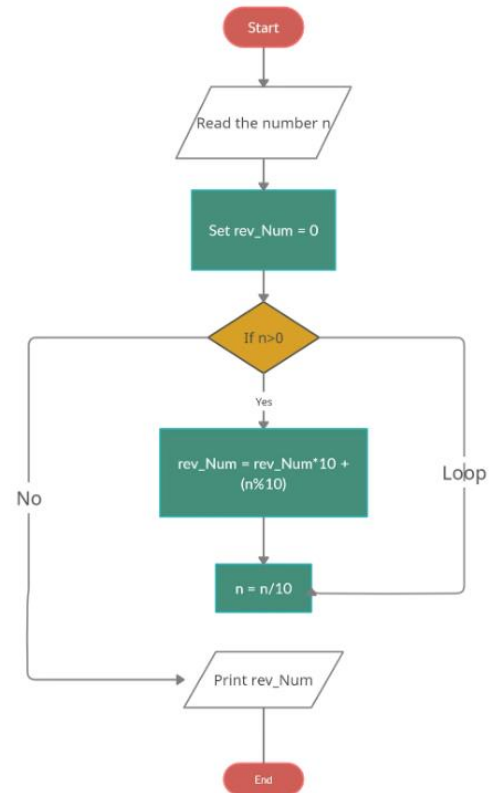 Start
Read the number n
Set rev_Num = 0
If n>0
Yes
rev_Num = rev_Num*10 +
(n%10)
Loop
No
n = n/10
Print rev_Num
End